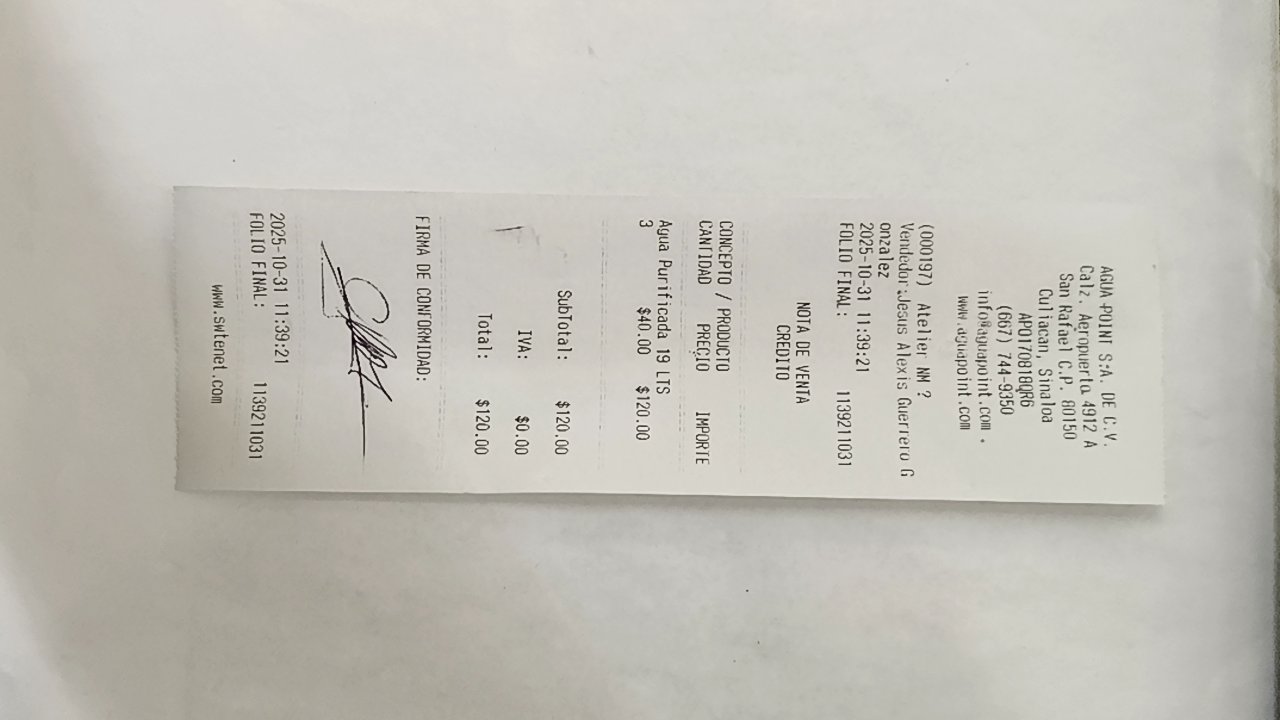 AGUA POINT S.A. DE C.V.
Calz. Aeropuerto 4912 A
San Rafael C.P. 80150
Culiacan, Sinaloa
APO170818QR6
(667) 744-9350
info@aguapoint.com .
www.aguapoint.com
(000197) Atelier NM ?
Vendedor:Jesus Alexis Guerrero G
onzalez
2025-10-31 11:39:21
FOLIO FINAL: 1139211031
NOTA DE VENTA
CREDITO
CONCEPTO / PRODUCTO
CANTIDAD PRECIO IMPORTE
Agua Purificada 19 LTS
3 $40.00 $120.00
SubTotal: $120.00
IVA: $0.00
Total: $120.00
FIRMA DE CONFORMIDAD:
2025-10-31 11:39:21
FOLIO FINAL: 1139211031
www.swtenet.com